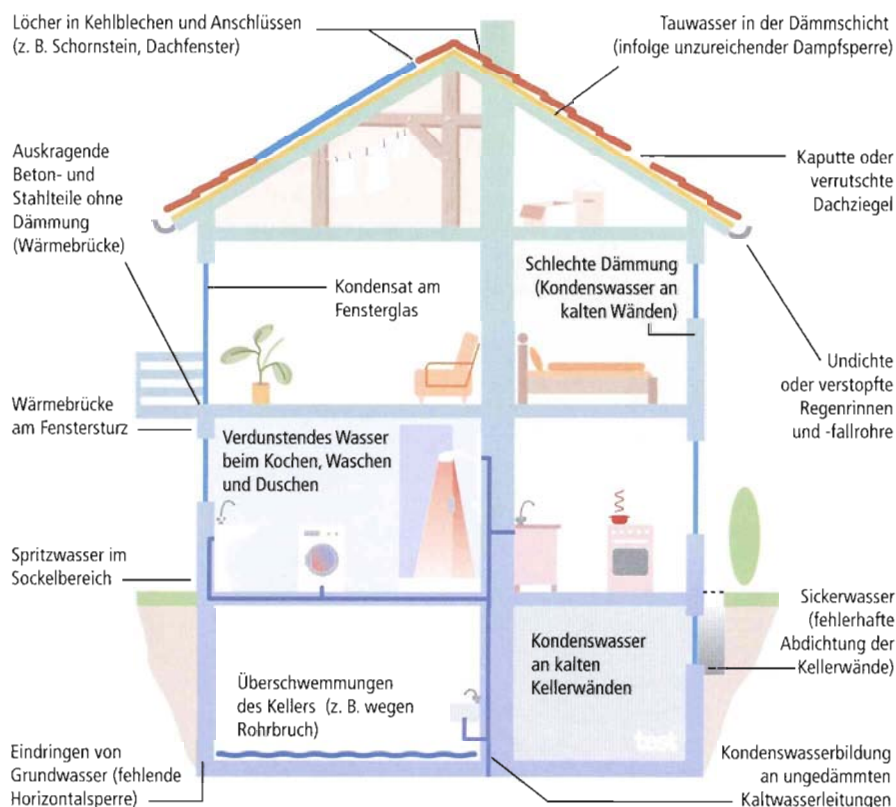 Löcher in Kehlblechen und Anschlüssen
(z. B. Schornstein, Dachfenster)
Tauwasser in der Dämmschicht
(infolge unzureichender Dampfsperre)
Auskragende
Beton- und
Stahlteile ohne
Dämmung
(Wärmebrücke)
Kaputte oder
verrutschte
Dachziegel
Kondensat am
Fensterglas
Schlechte Dämmung
(Kondenswasser an
kalten Wänden)
Undichte
oder verstopfte
Regenrinnen
und -fallrohre
Wärmebrücke
am Fenstersturz
Verdunstendes Wasser
beim Kochen, Waschen
und Duschen
Spritzwasser im
Sockelbereich
Sickerwasser
(fehlerhafte
Abdichtung der
Kellerwände)
Kondenswasser
an kalten
Kellerwänden
Überschwemmungen
des Kellers (z. B. wegen
Rohrbruch)
test
Eindringen von
Grundwasser (fehlende
Horizontalsperre)
Kondenswasserbildung
an ungedämmten
Kaltwasserleitungen